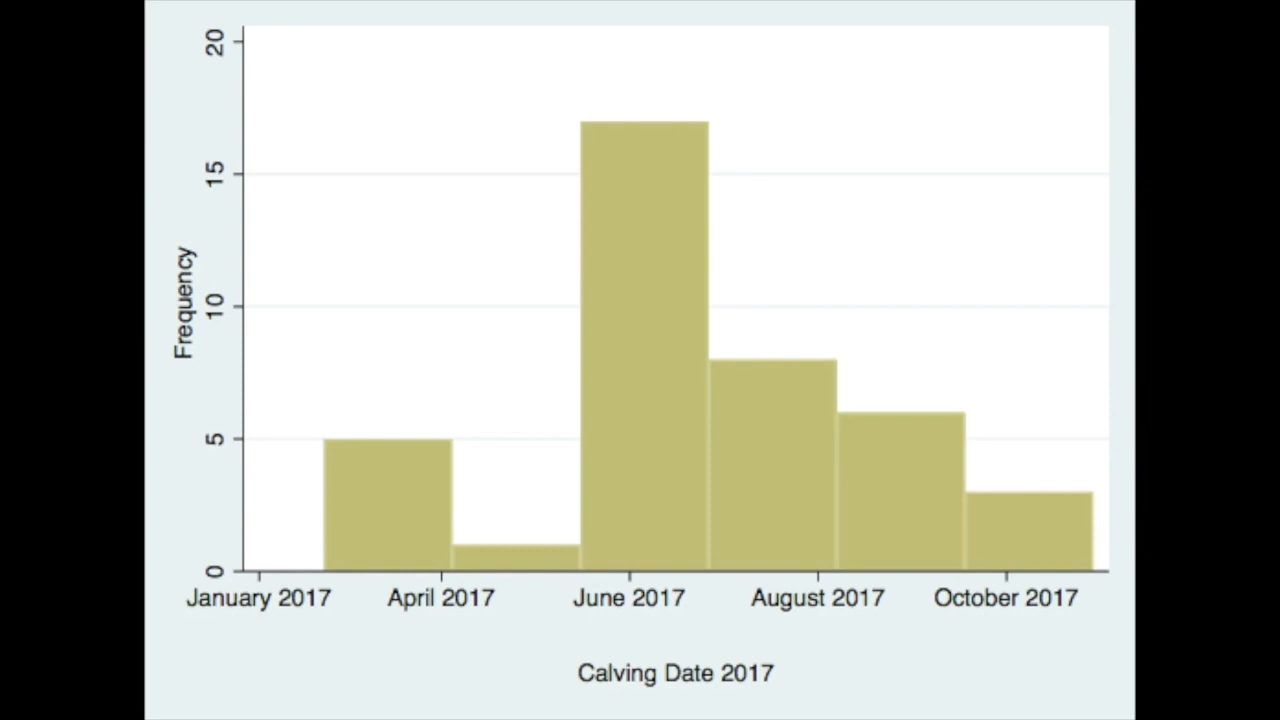 20
15
10
5
0
Frequency
January 2017
April 2017
June 2017
August 2017
October 2017
Calving Date 2017